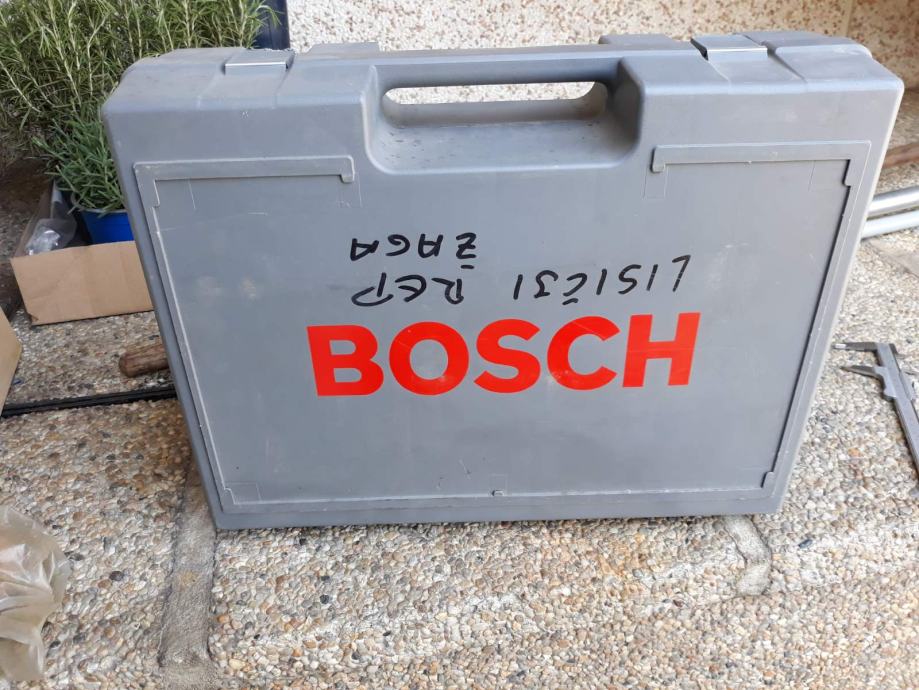 LISIČJI REP
ŽAGA
BOSCH